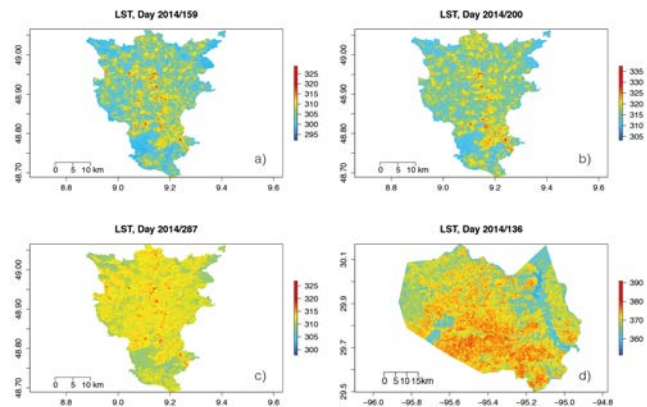 LST, Day 2014/159
48.70 48.80 48.90 49.00
325
320
315
310
305
300
295
0 5 10 km
a)
8.8 9.0 9.2 9.4 9.6
LST, Day 2014/200
48.70 48.80 48.90 49.00
335
330
325
320
315
310
305
0 5 10 km
b)
8.8 9.0 9.2 9.4 9.6
LST, Day 2014/287
48.70 48.80 48.90 49.00
325
320
315
310
305
300
0 5 10 km
c)
8.8 9.0 9.2 9.4 9.6
LST, Day 2014/136
29.5 29.7 29.9 30.1
390
380
370
360
0 5 10 15km
d)
−96.0 −95.8 −95.6 −95.4 −95.2 −95.0